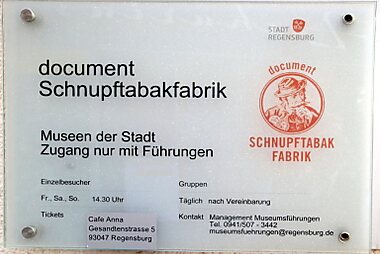 STADT
REGENSBURG
document
Schnupftabakfabrik
document
SCHNUPFTABAK
FABRIK
Museen der Stadt
Zugang nur mit Führungen
Einzelbesucher
Fr., Sa., So. 14.30 Uhr
Tickets Cafe Anna
Gesandtenstrasse 5
93047 Regensburg
Gruppen
Täglich nach Vereinbarung
Kontakt Management Museumsführungen
Tel. 0941/507 - 3442
museumsfuehrungen@regensburg.de